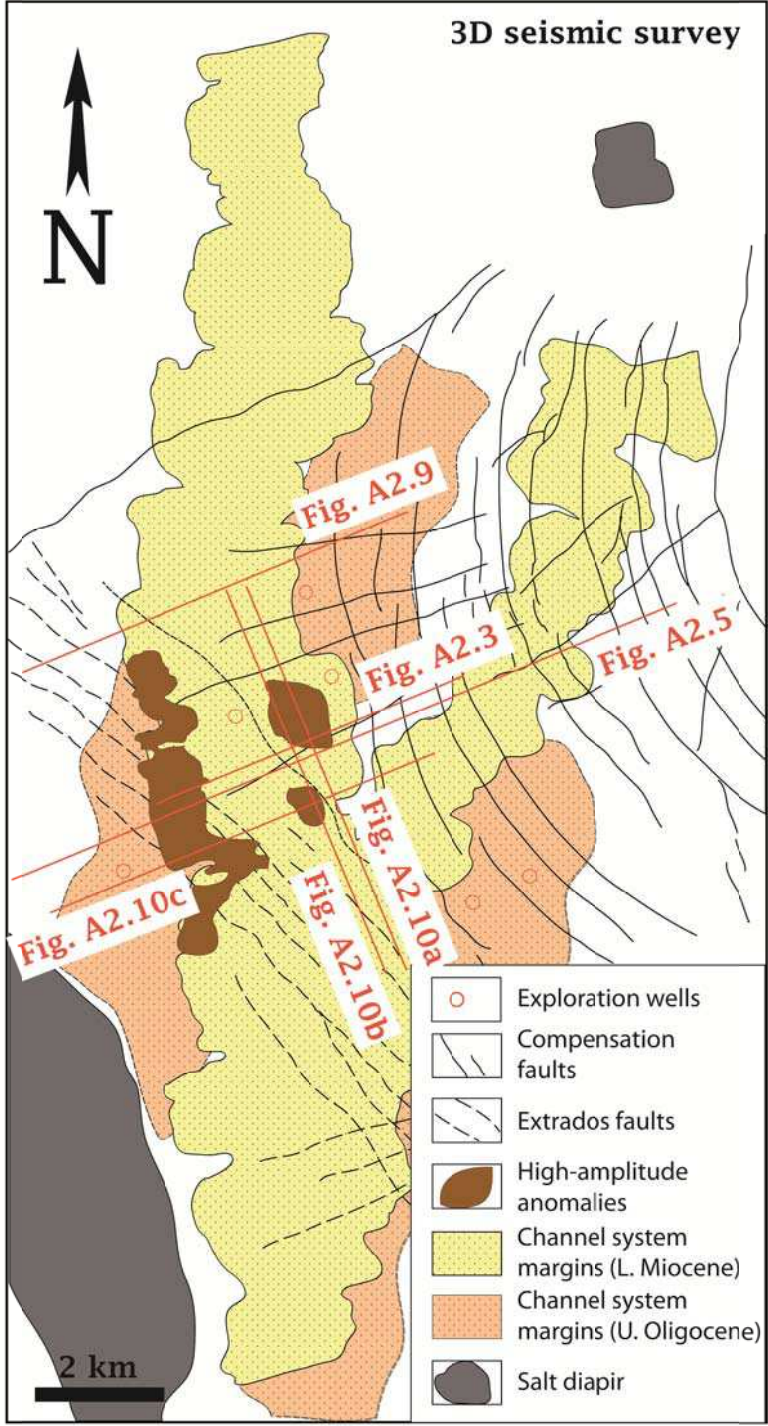 3D seismic survey
N
Fig. A2.9
Fig. A2.3
Fig. A2.5
Fig. A2.10c
Fig. A2.10b
Fig. A2.10a
Exploration wells
Compensation
faults
Extrados faults
High-amplitude
anomalies
Channel system
margins (L. Miocene)
Channel system
margins (U. Oligocene)
Salt diapir
2 km